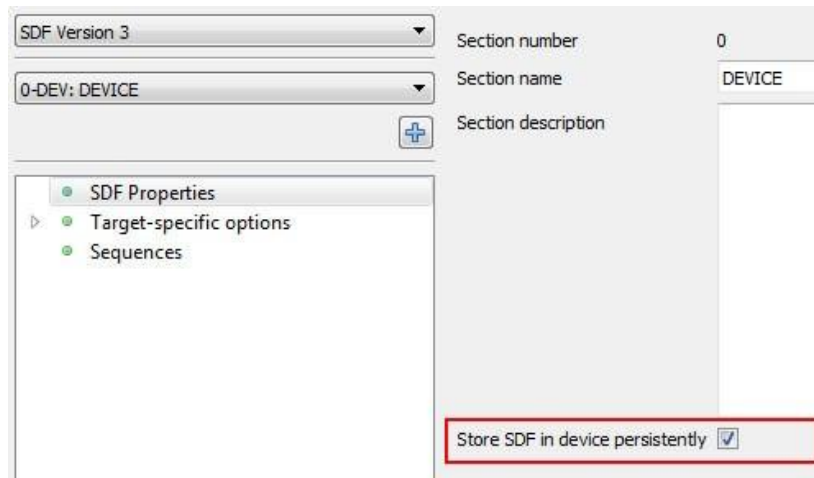 SDF Version 3
0-DEV: DEVICE
SDF Properties
Target-specific options
Sequences
Section number 0
Section name DEVICE
Section description
Store SDF in device persistently